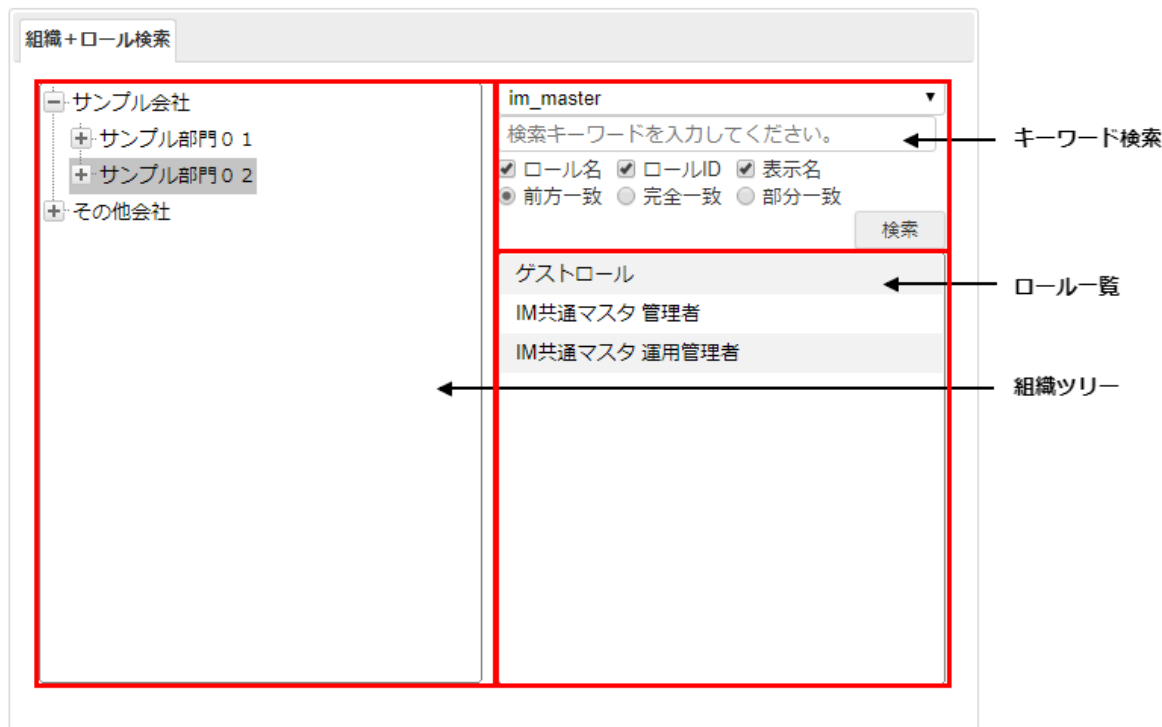 組織+ロール検索
サンプル会社
サンプル部門０１
サンプル部門０２
その他会社
im_master
検索キーワードを入力してください。
ロール名 ロールID 表示名
前方一致 完全一致 部分一致
検索
ゲストロール
IM共通マスタ 管理者
IM共通マスタ 運用管理者
キーワード検索
ロール一覧
組織ツリー